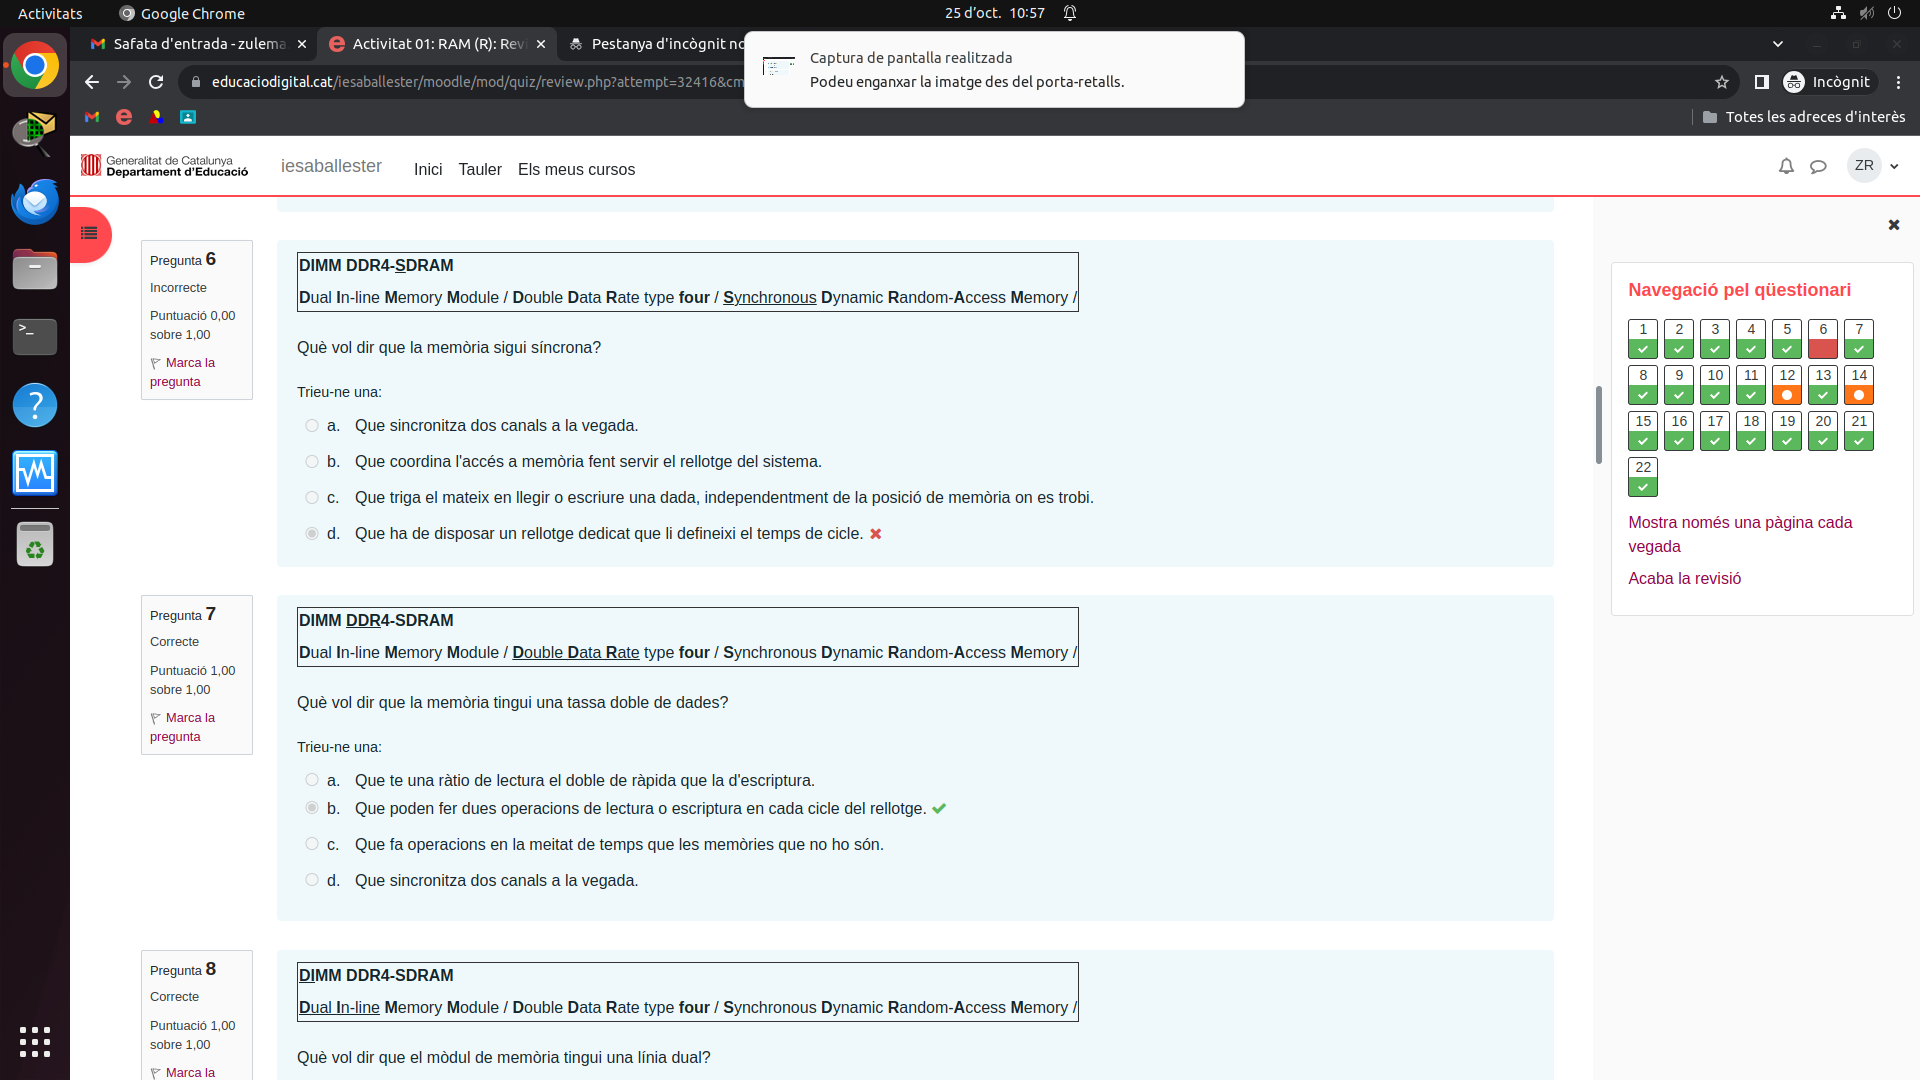 Activitats
Google Chrome
25 d'oct. 10:57
Safata d'entrada - zulema
Activitat 01: RAM (R): Rev
Pestanya d'incògnit no
Captura de pantalla realitzada
Podeu enganxar la imatge des del porta-retalls.
educaciodigital.cat/iesaballester/moodle/mod/quiz/review.php?attempt=32416&cm
Incògnit
Totes les adreces d'interès
Generalitat de Catalunya
Departament d'Educació
iesaballester
Inici
Tauler
Els meus cursos
ZR
Pregunta 6
Incorrecte
Puntuació 0,00
sobre 1,00
Marca la
pregunta
DIMM DDR4-SDRAM
Dual In-line Memory Module / Double Data Rate type four / Synchronous Dynamic Random-Access Memory /
Què vol dir que la memòria sigui síncrona?
Trieu-ne una:
a. Que sincronitza dos canals a la vegada.
b. Que coordina l'accés a memòria fent servir el rellotge del sistema.
c. Que triga el mateix en llegir o escriure una dada, independentment de la posició de memòria on es trobi.
d. Que ha de disposar un rellotge dedicat que li defineixi el temps de cicle.
Pregunta 7
Correcte
Puntuació 1,00
sobre 1,00
Marca la
pregunta
DIMM DDR4-SDRAM
Dual In-line Memory Module / Double Data Rate type four / Synchronous Dynamic Random-Access Memory /
Què vol dir que la memòria tingui una tassa doble de dades?
Trieu-ne una:
a. Que te una ràtio de lectura el doble de ràpida que la d'escriptura.
b. Que poden fer dues operacions de lectura o escriptura en cada cicle del rellotge.
c. Que fa operacions en la meitat de temps que les memòries que no ho són.
d. Que sincronitza dos canals a la vegada.
Pregunta 8
Correcte
Puntuació 1,00
sobre 1,00
Marca la
DIMM DDR4-SDRAM
Dual In-line Memory Module / Double Data Rate type four / Synchronous Dynamic Random-Access Memory /
Què vol dir que el mòdul de memòria tingui una línia dual?
Navegació pel qüestionari
1 2 3 4 5 6 7
8 9 10 11 12 13 14
15 16 17 18 19 20 21
22
Mostra només una pàgina cada
vegada
Acaba la revisió